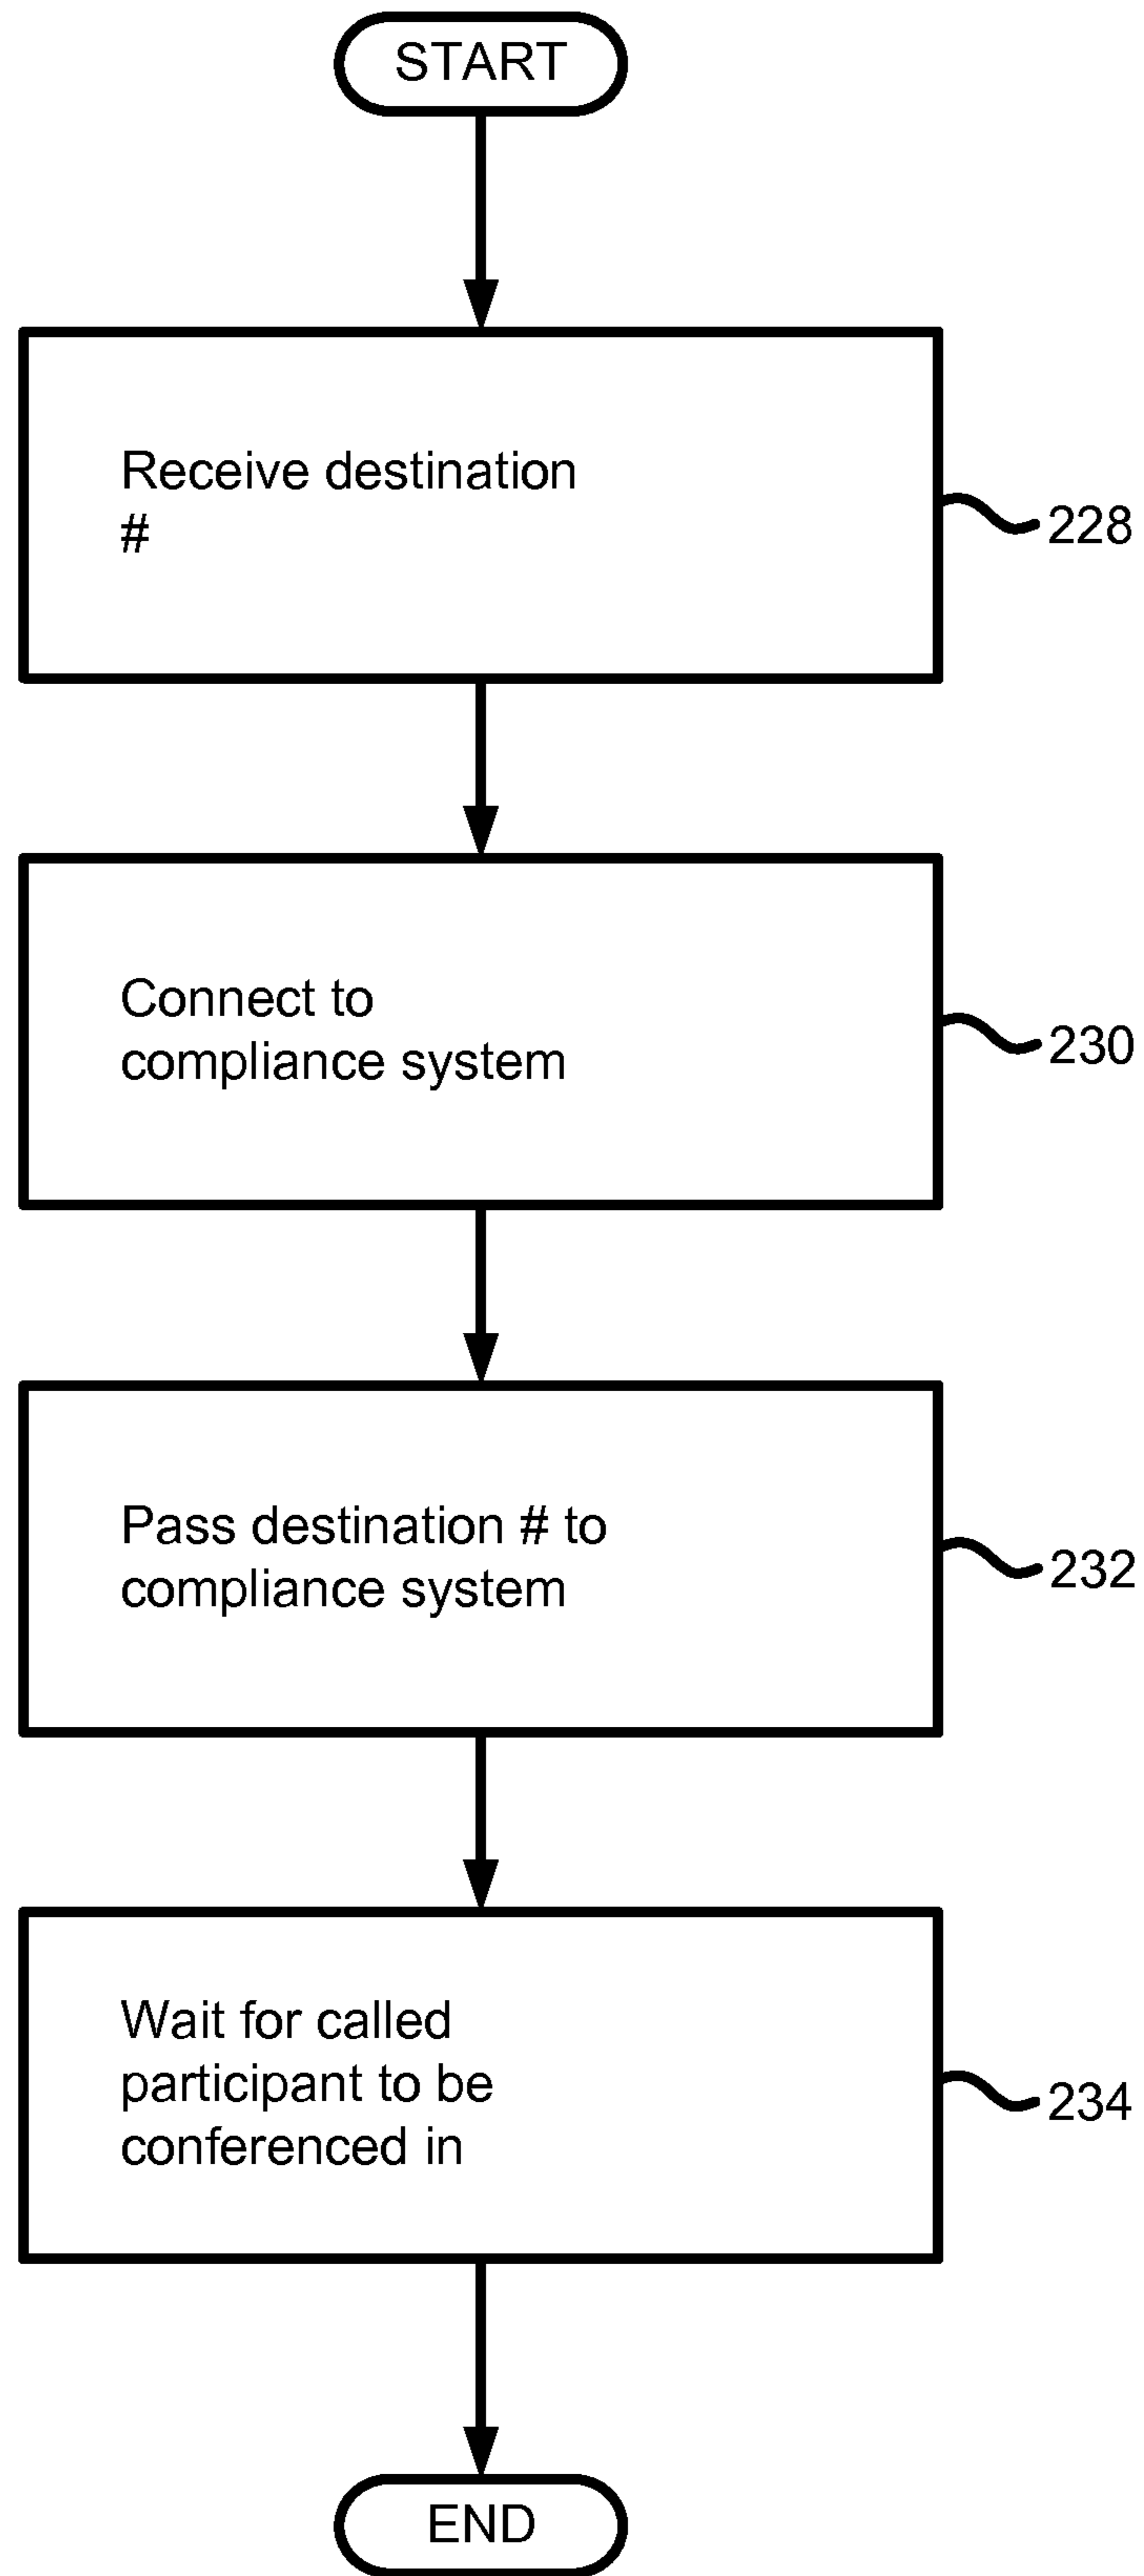 START
Receive destination
#
228
Connect to
compliance system
230
Pass destination # to
compliance system
232
Wait for called
participant to be
conferenced in
234
END